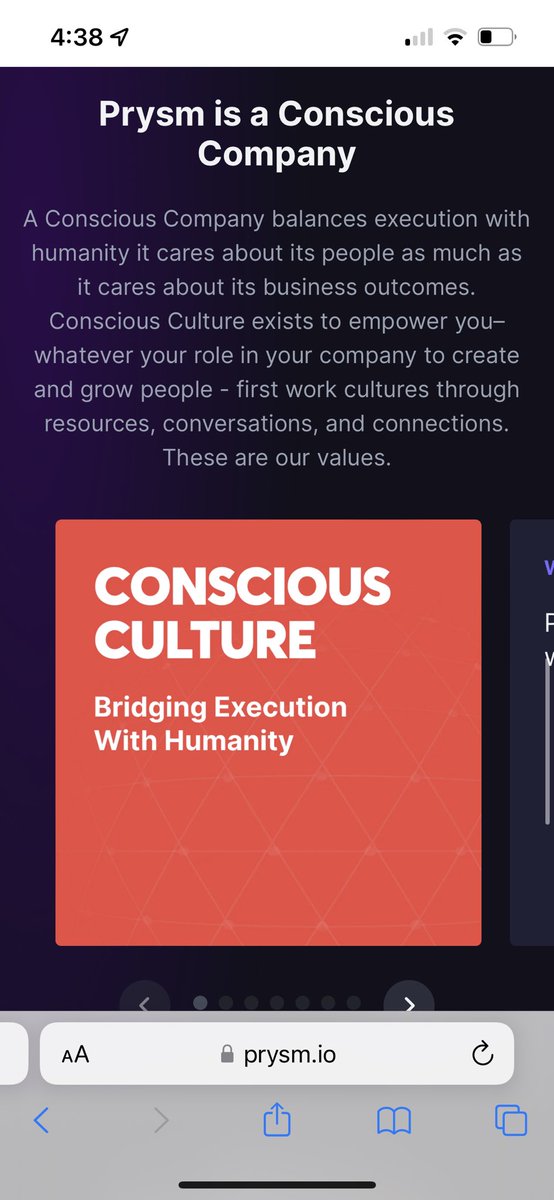 4:38
Prysm is a Conscious
Company
A Conscious Company balances execution with
humanity it cares about its people as much as
it cares about its business outcomes.
Conscious Culture exists to empower you–
whatever your role in your company to create
and grow people - first work cultures through
resources, conversations, and connections.
These are our values.
CONSCIOUS
CULTURE
Bridging Execution
With Humanity
AA
prysm.io